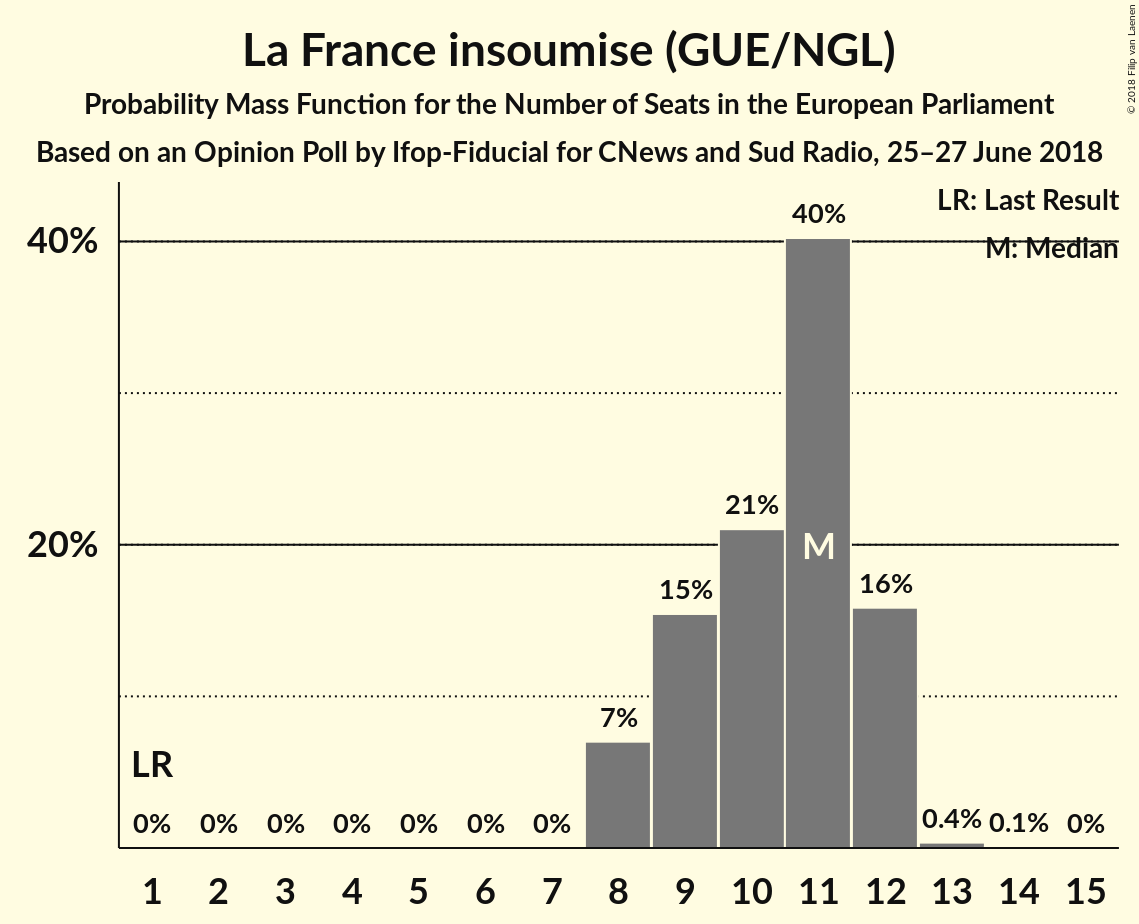 La France insoumise (GUE/NGL)
Probability Mass Function for the Number of Seats in the European Parliament
Based on an Opinion Poll by Ifop-Fiducial for CNews and Sud Radio, 25–27 June 2018
© 2018 Filip van Laenen
LR: Last Result
M: Median
40%
20%
40%
21%
M
16%
15%
7%
LR
0% 0% 0% 0% 0% 0% 0% 0.4% 0.1% 0%
1 2 3 4 5 6 7 8 9 10 11 12 13 14 15